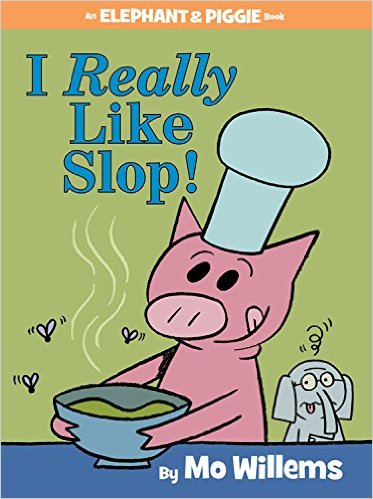 An ELEPHANT & PIGGIE Book
I Really
Like
Slop!
By Mo Willems